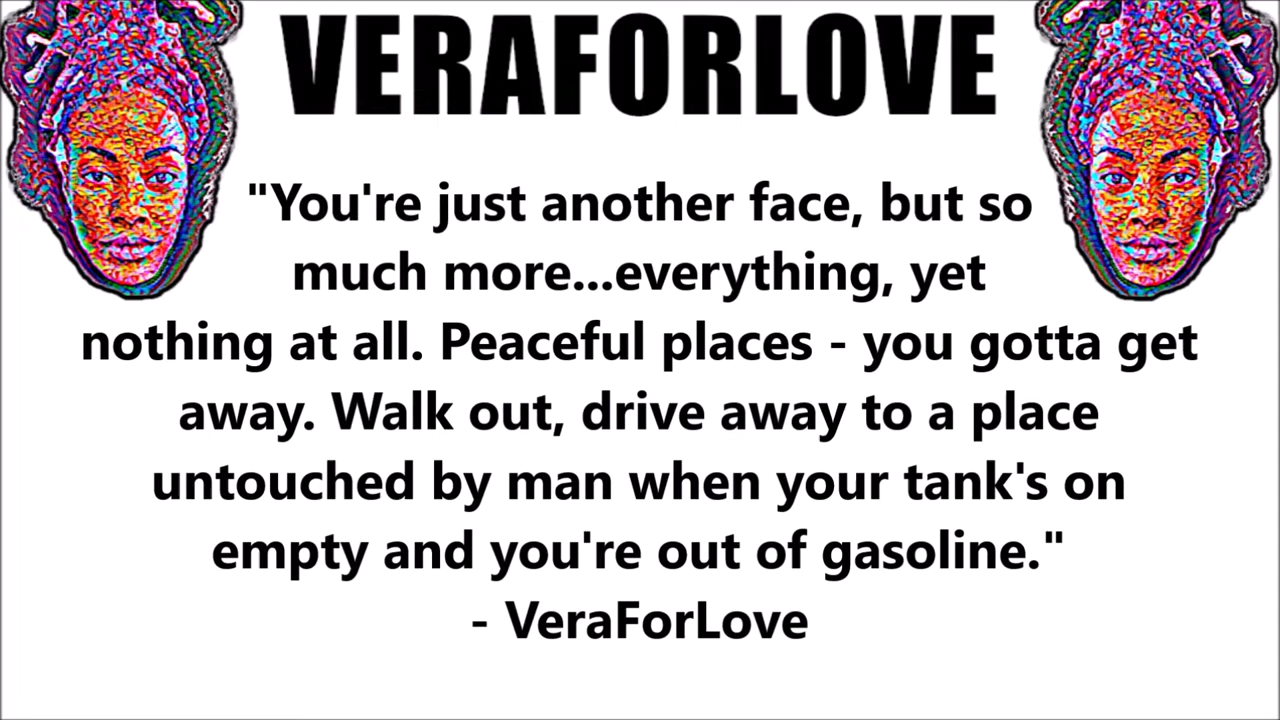 VERAFORLOVE
"You're just another face, but so
much more...everything, yet
nothing at all. Peaceful places - you gotta get
away. Walk out, drive away to a place
untouched by man when your tank's on
empty and you're out of gasoline."
- VeraForLove